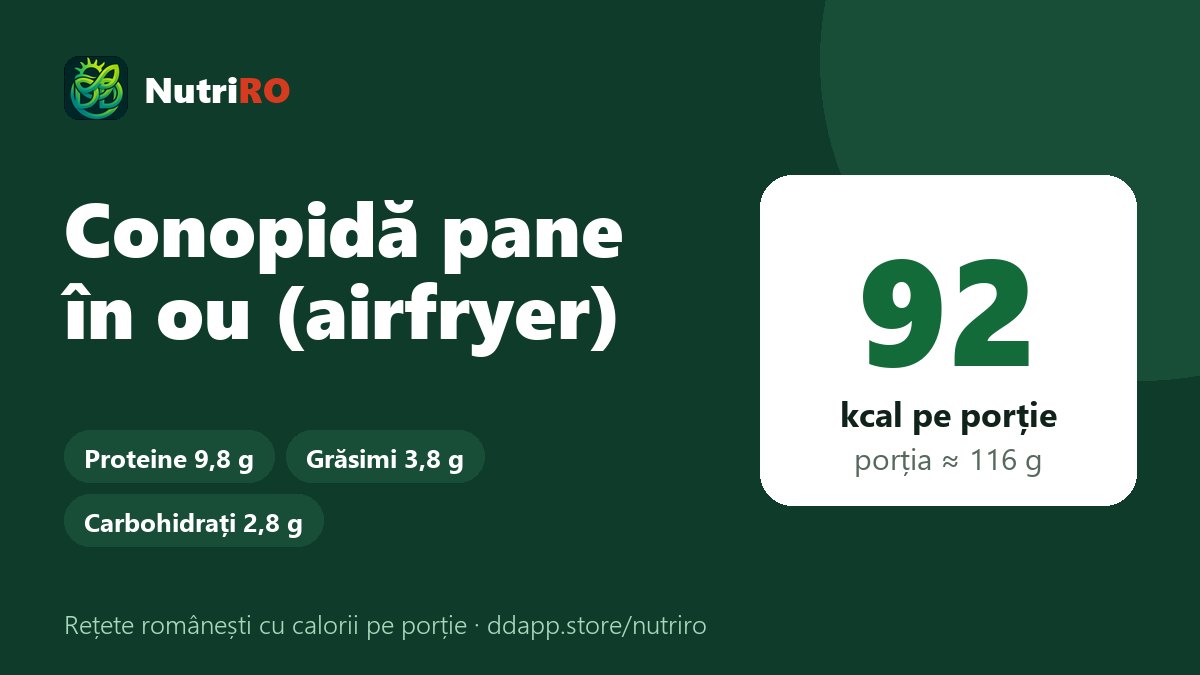 NutriRO
Conopidă pane
în ou (airfryer)
92
kcal pe porție
porția ≈ 116 g
Proteine 9,8 g
Grăsimi 3,8 g
Carbohidrați 2,8 g
Rețete românești cu calorii pe porție · ddapp.store/nutriro